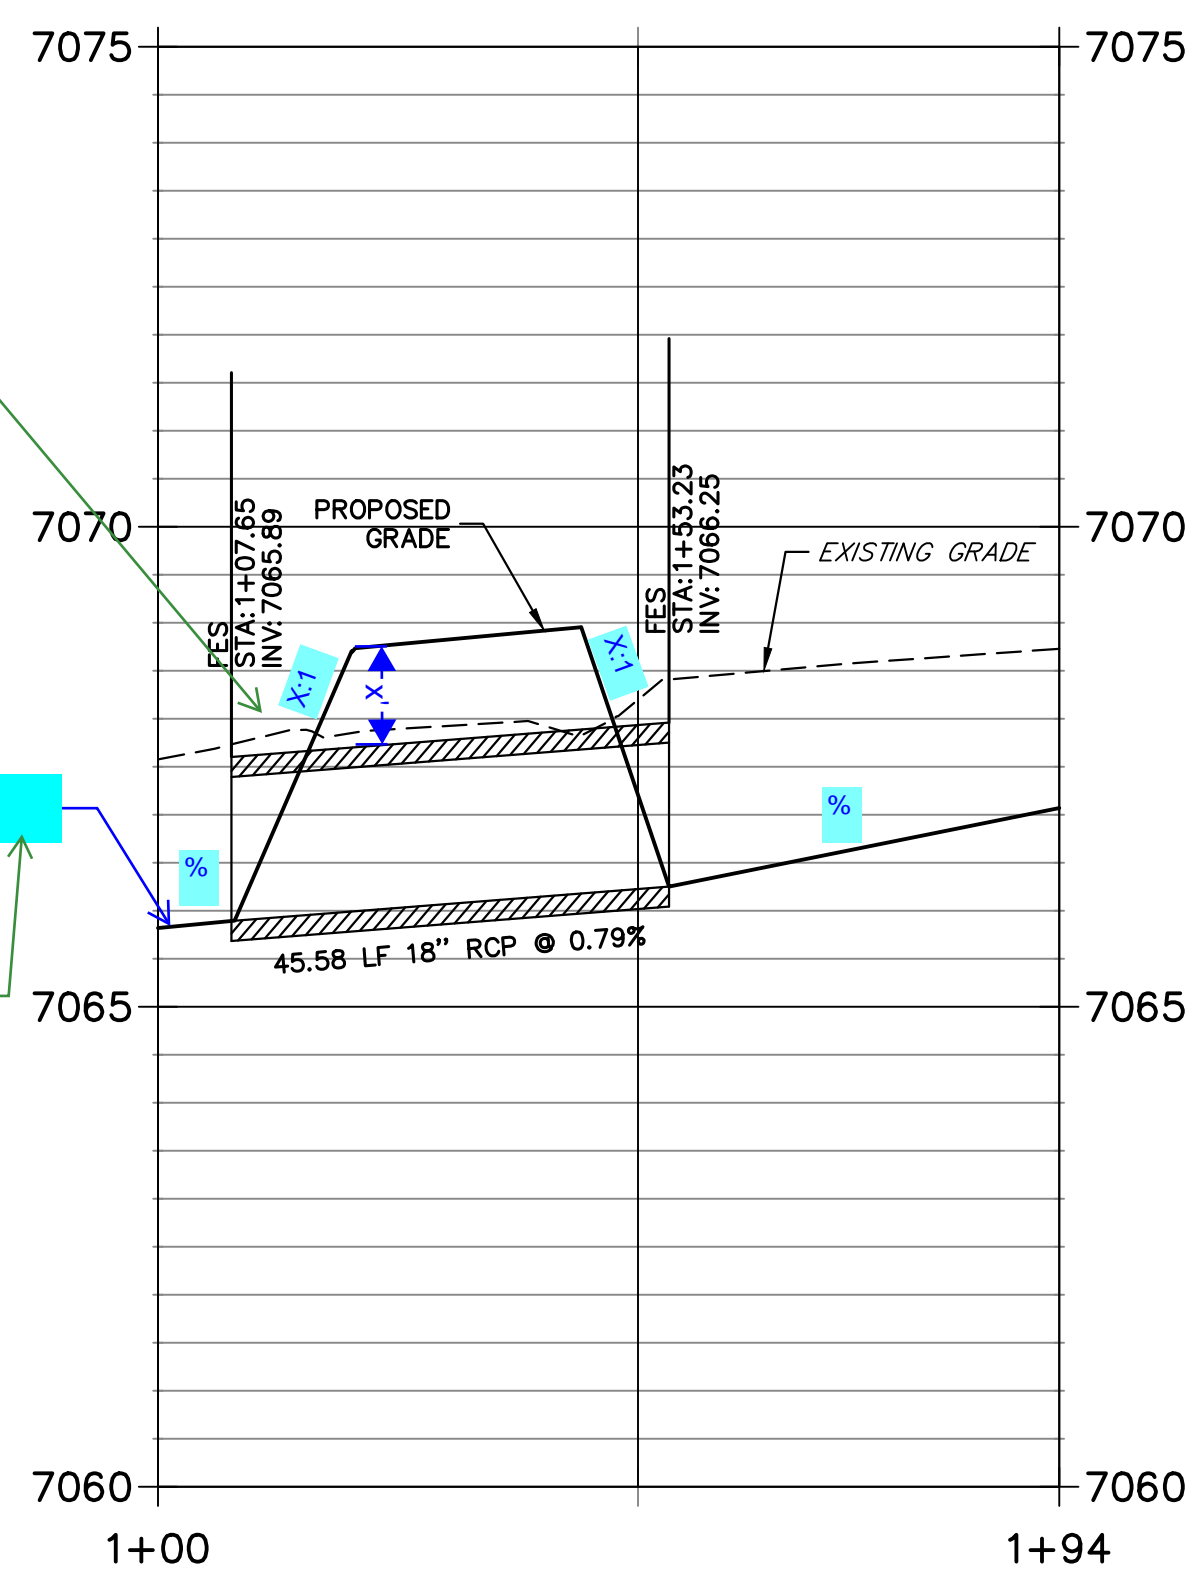 7075
7075
7070
7070
PROPOSED
GRADE
FES
STA:1+07.65
INV:7065.89
FES
STA:1+53.23
INV:7066.25
EXISTING GRADE
X:1
X:1
X'
%
%
45.58 LF 18" RCP @ 0.79%
7065
7065
7060
7060
1+00
1+94